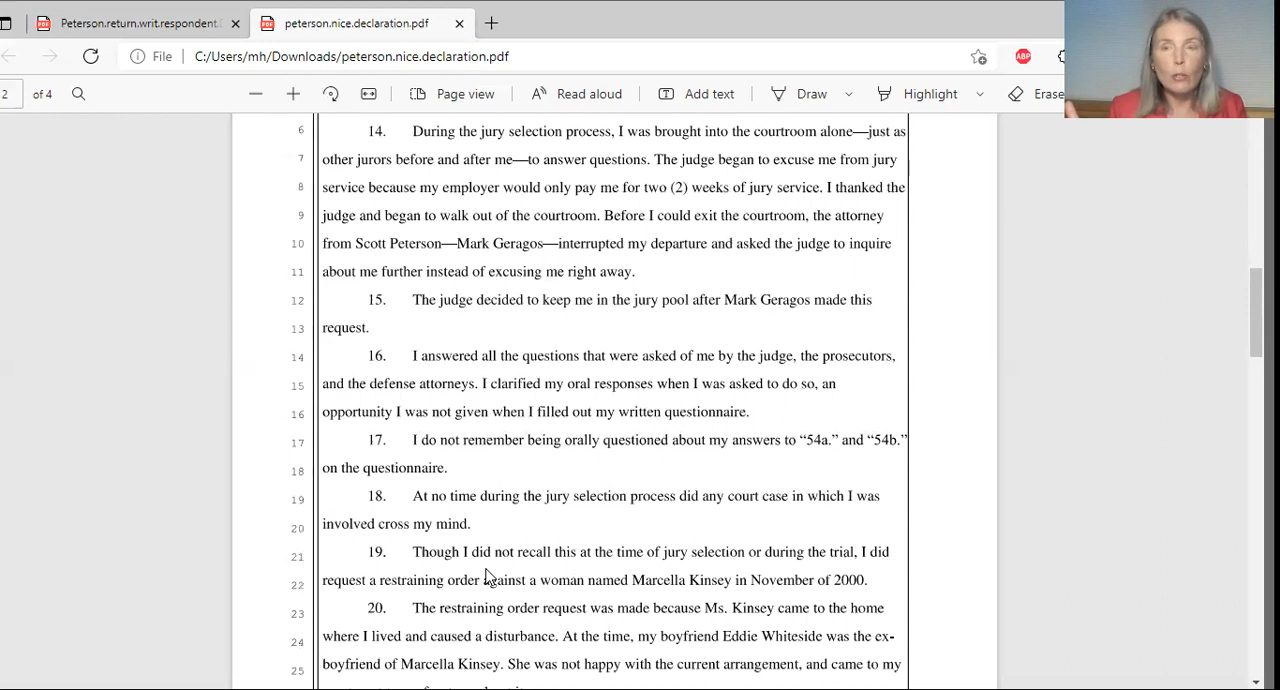 Peterson.return.writ.respondent.
peterson.nice.declaration.pdf
File C:/Users/mh/Downloads/peterson.nice.declaration.pdf
ABP
2 of 4 Page view Read aloud Add text Draw Highlight Erase
6 14. During the jury selection process, I was brought into the courtroom alone—just as
7 other jurors before and after me—to answer questions. The judge began to excuse me from jury
8 service because my employer would only pay me for two (2) weeks of jury service. I thanked the
9 judge and began to walk out of the courtroom. Before I could exit the courtroom, the attorney
10 from Scott Peterson—Mark Geragos—interrupted my departure and asked the judge to inquire
11 about me further instead of excusing me right away.
12 15. The judge decided to keep me in the jury pool after Mark Geragos made this
13 request.
14 16. I answered all the questions that were asked of me by the judge, the prosecutors,
15 and the defense attorneys. I clarified my oral responses when I was asked to do so, an
16 opportunity I was not given when I filled out my written questionnaire.
17 17. I do not remember being orally questioned about my answers to “54a.” and “54b.”
18 on the questionnaire.
19 18. At no time during the jury selection process did any court case in which I was
20 involved cross my mind.
21 19. Though I did not recall this at the time of jury selection or during the trial, I did
22 request a restraining order against a woman named Marcella Kinsey in November of 2000.
23 20. The restraining order request was made because Ms. Kinsey came to the home
24 where I lived and caused a disturbance. At the time, my boyfriend Eddie Whiteside was the ex-
25 boyfriend of Marcella Kinsey. She was not happy with the current arrangement, and came to my